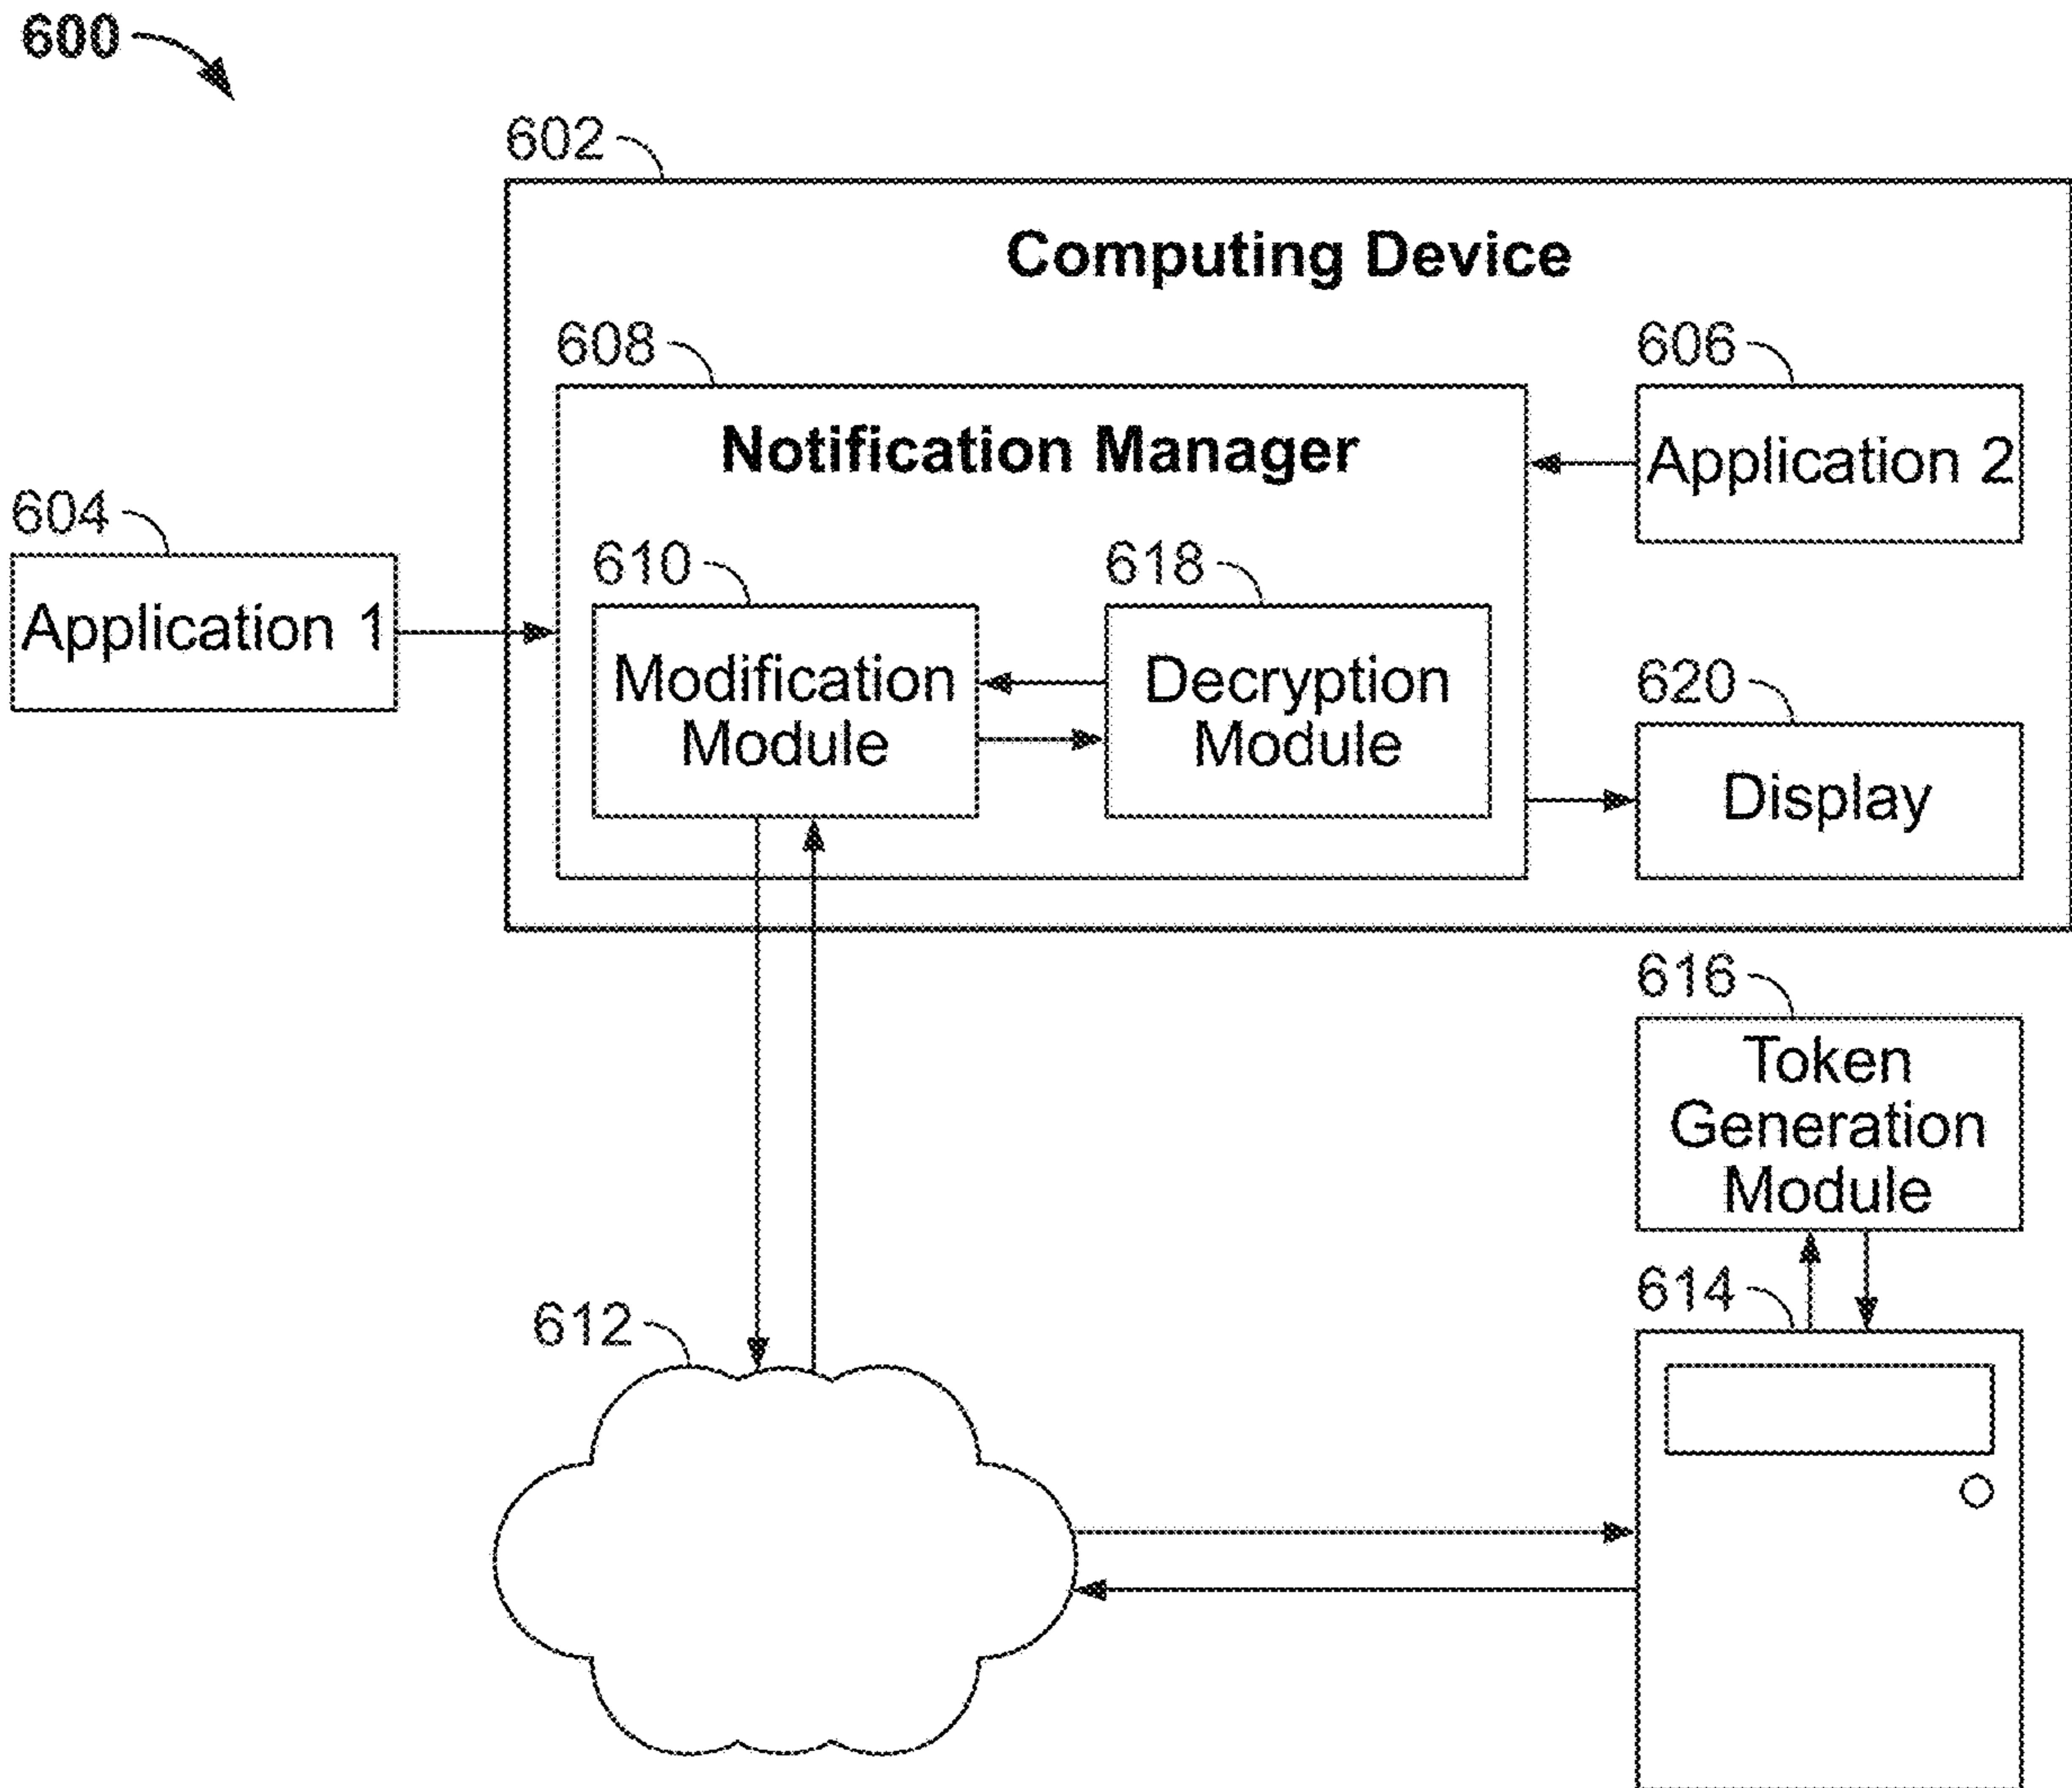 600
602
Computing Device
608
606
Notification Manager
Application 2
604
610
618
Application 1
Modification
Module
Decryption
Module
620
Display
616
Token
Generation
Module
614
612